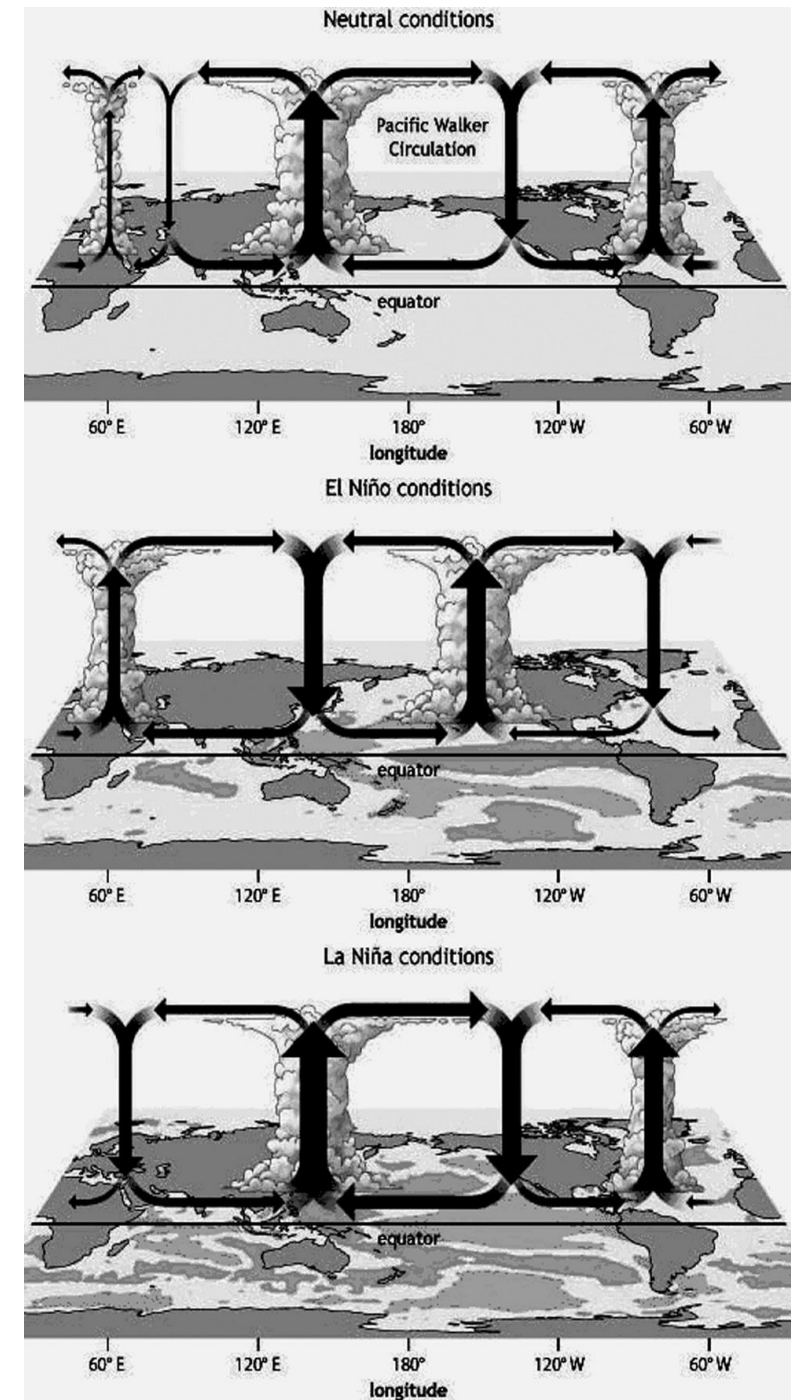 Neutral conditions
Pacific Walker
Circulation
equator
60° E 120° E 180° 120° W 60° W
longitude
El Niño conditions
equator
60° E 120° E 180° 120° W 60° W
longitude
La Niña conditions
equator
60° E 120° E 180° 120° W 60° W
longitude